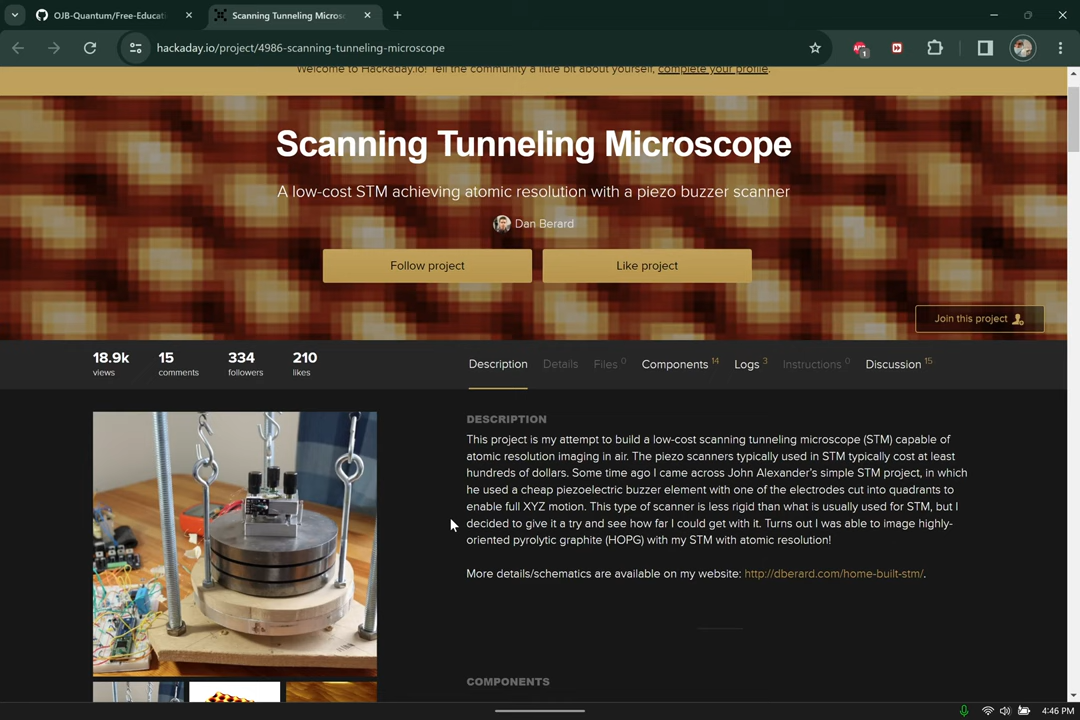 OJB-Quantum/Free-Educati
Scanning Tunneling Microsc
hackaday.io/project/4986-scanning-tunneling-microscope
1
Welcome to Hackaday.io! Tell the community a little bit about yourself, complete your profile.
Scanning Tunneling Microscope
A low-cost STM achieving atomic resolution with a piezo buzzer scanner
Dan Berard
Follow project
Like project
Join this project
18.9k
views
15
comments
334
followers
210
likes
Description
Details
Files 0
Components 14
Logs 3
Instructions 0
Discussion 15
DESCRIPTION
This project is my attempt to build a low-cost scanning tunneling microscope (STM) capable of
atomic resolution imaging in air. The piezo scanners typically used in STM typically cost at least
hundreds of dollars. Some time ago I came across John Alexander's simple STM project, in which
he used a cheap piezoelectric buzzer element with one of the electrodes cut into quadrants to
enable full XYZ motion. This type of scanner is less rigid than what is usually used for STM, but I
decided to give it a try and see how far I could get with it. Turns out I was able to image highly-
oriented pyrolytic graphite (HOPG) with my STM with atomic resolution!
More details/schematics are available on my website: http://dberard.com/home-built-stm/.
COMPONENTS
4:46 PM